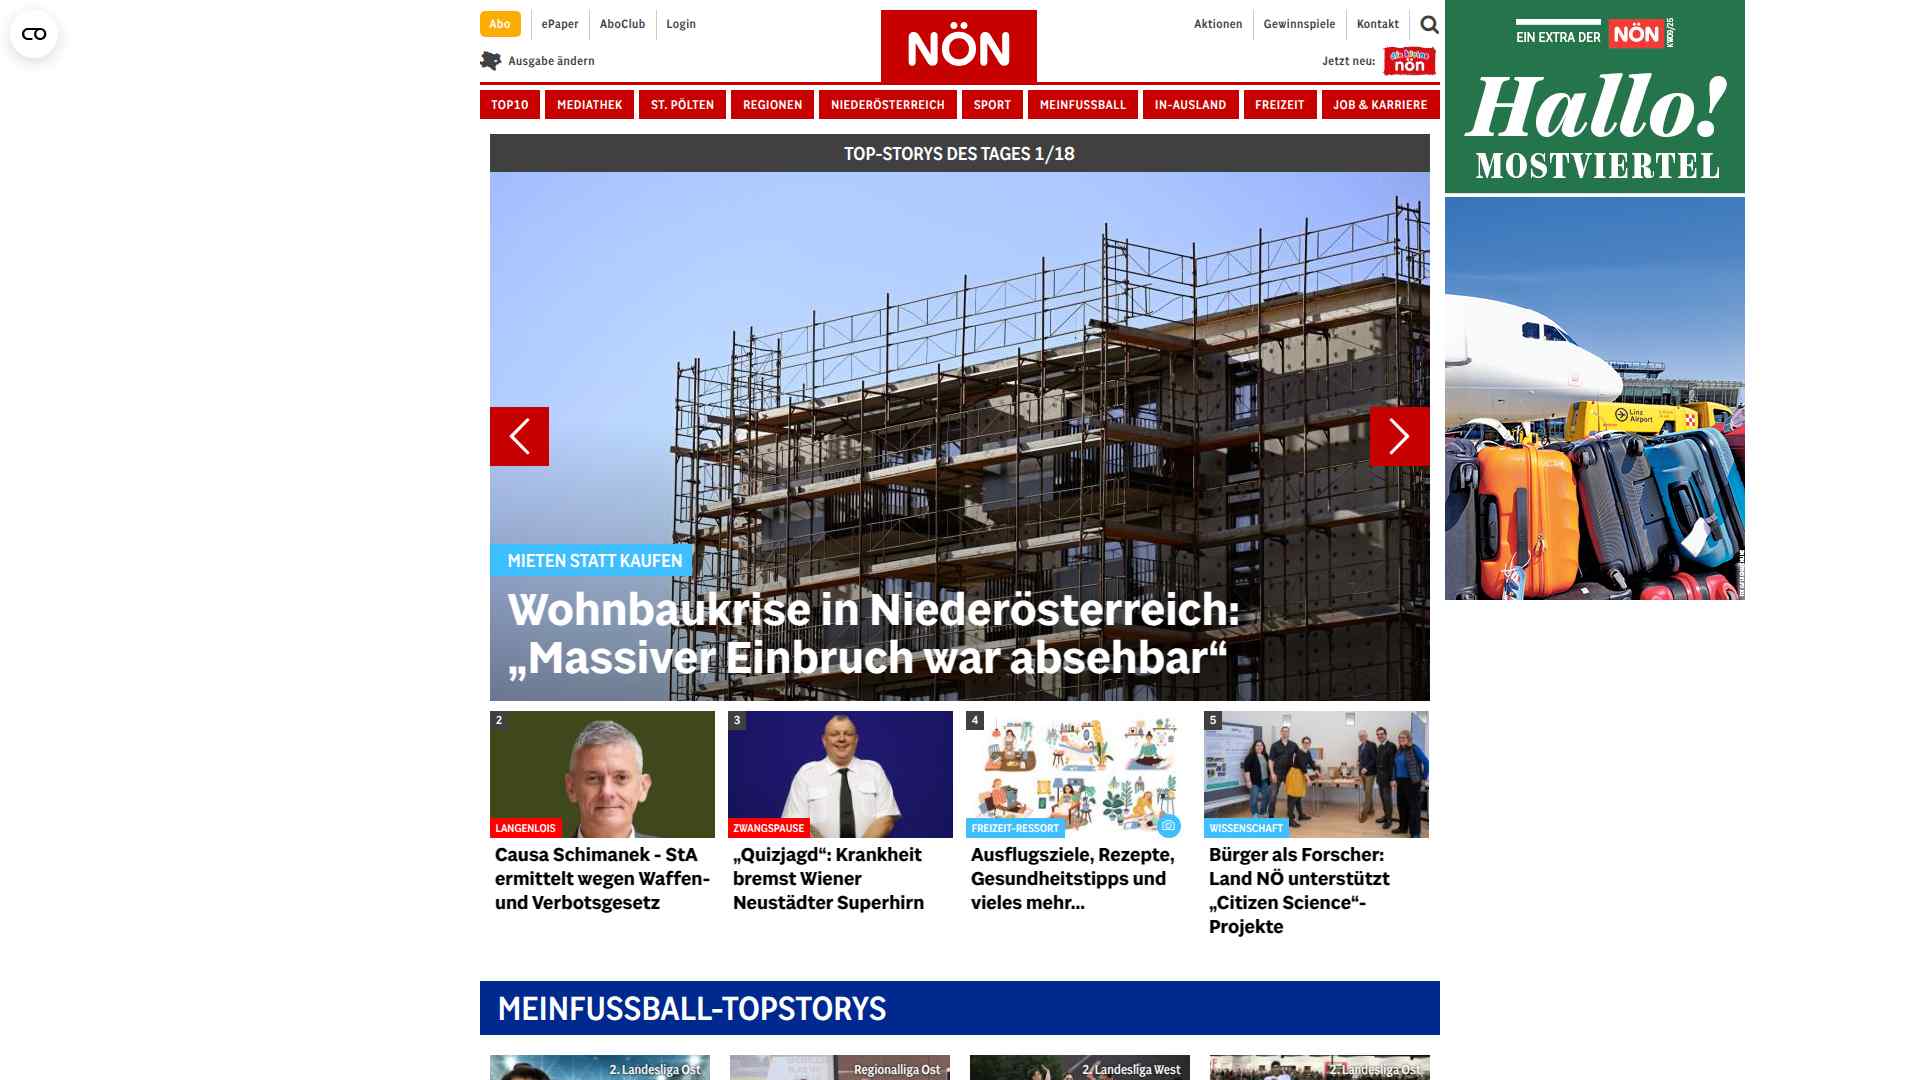 Abo
ePaper
AboClub
Login
NÖN
Aktionen
Gewinnspiele
Kontakt
Ausgabe ändern
Jetzt neu:
die kleine
nön
TOP10
MEDIATHEK
ST. PÖLTEN
REGIONEN
NIEDERÖSTERREICH
SPORT
MEINFUSSBALL
IN-AUSLAND
FREIZEIT
JOB & KARRIERE
EIN EXTRA DER NÖN
KW09/25
Hallo!
MOSTVIERTEL
Linz
Airport
TOP-STORYS DES TAGES 1/18
MIETEN STATT KAUFEN
Wohnbaukrise in Niederösterreich:
„Massiver Einbruch war absehbar“
2
LANGENLOIS
Causa Schimanek - StA
ermittelt wegen Waffen-
und Verbotsgesetz
3
ZWANGSPAUSE
„Quizjagd“: Krankheit
bremst Wiener
Neustädter Superhirn
4
FREIZEIT-RESSORT
Ausflugsziele, Rezepte,
Gesundheitstipps und
vieles mehr...
5
WISSENSCHAFT
Bürger als Forscher:
Land NÖ unterstützt
„Citizen Science“-
Projekte
MEINFUSSBALL-TOPSTORYS
2. Landesliga Ost
Regionalliga Ost
2. Landesliga West
2. Landesliga Ost